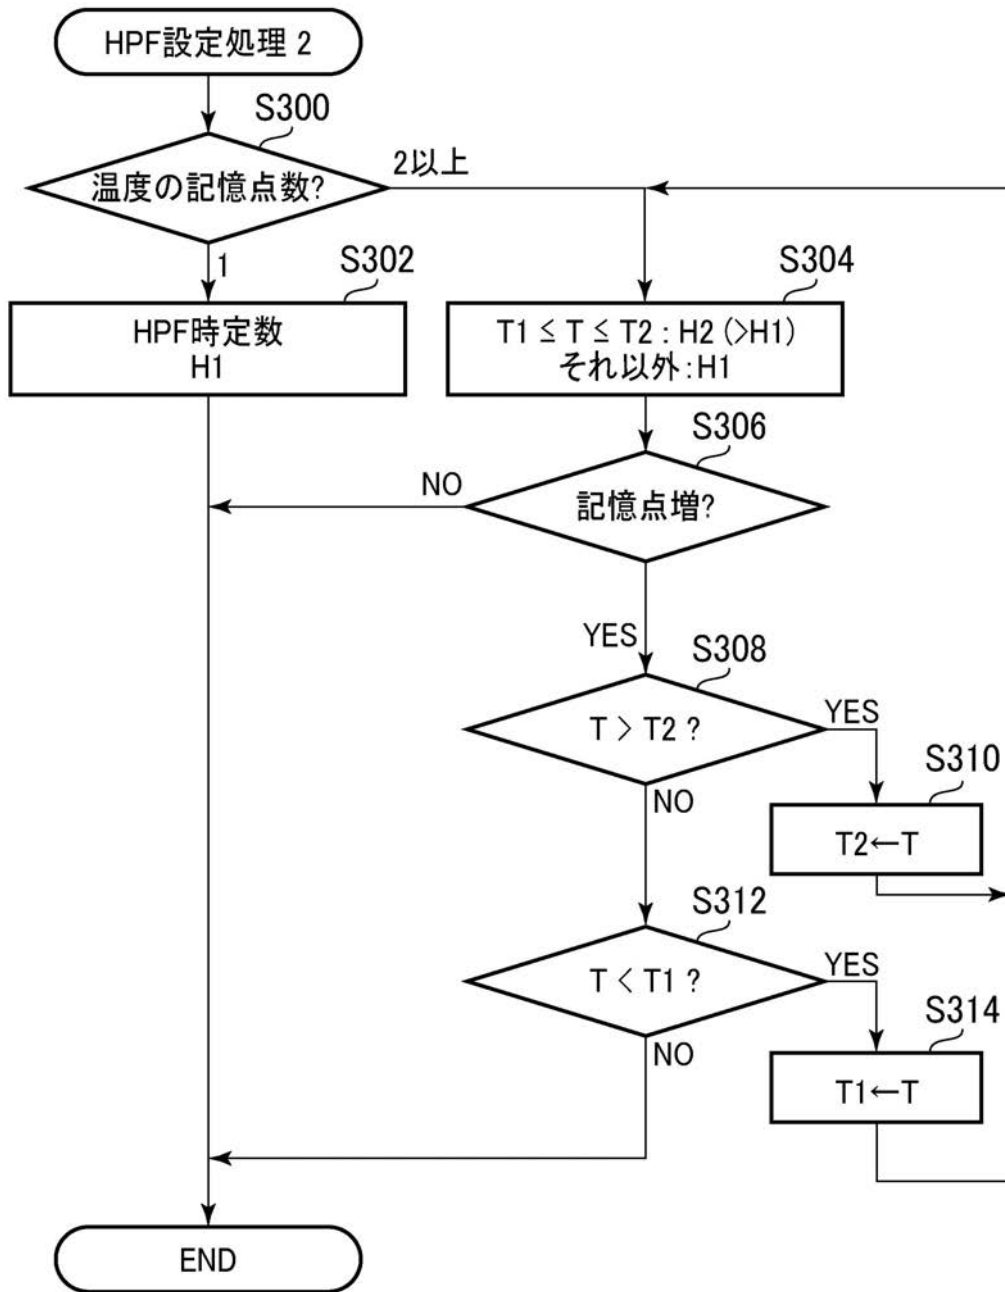 HPF設定処理 2
S300
温度の記憶点数?
2以上
1
S302
HPF時定数
H1
S304
T1 ≤ T ≤ T2 : H2 (>H1)
それ以外:H1
S306
記憶点増?
NO
YES
S308
T > T2 ?
YES
NO
S310
T2←T
S312
T < T1 ?
YES
NO
S314
T1←T
END